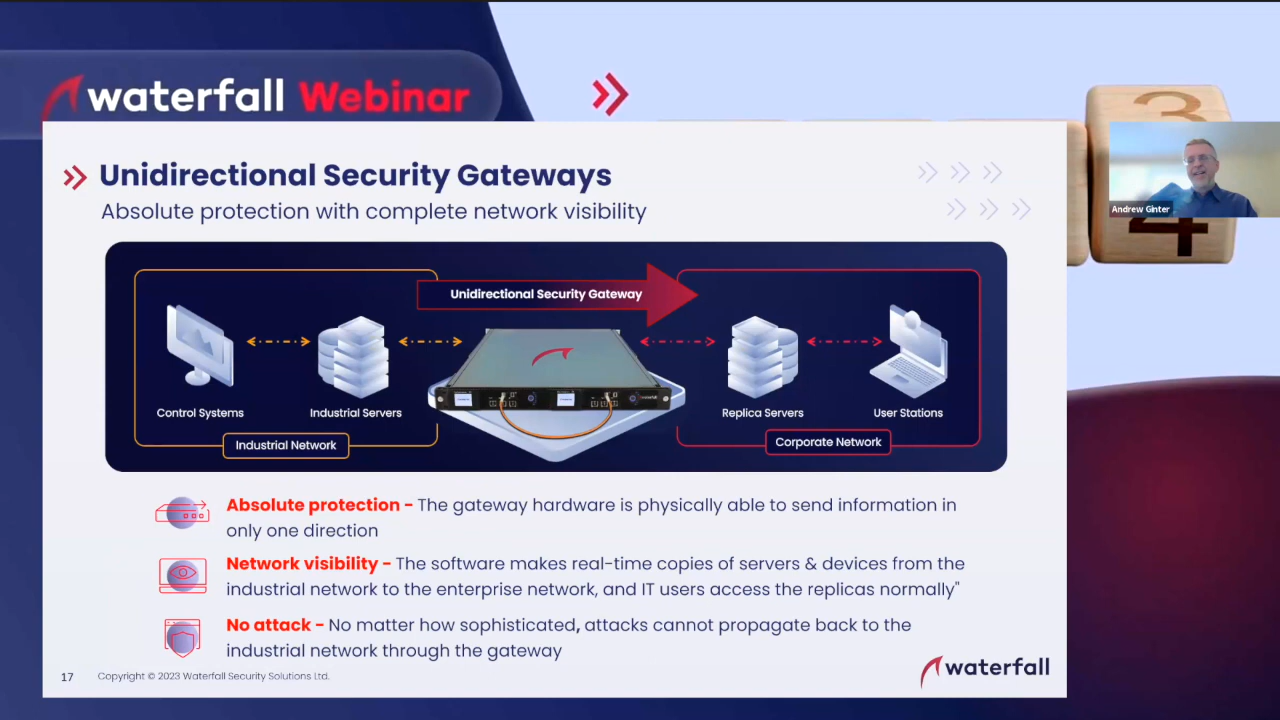 waterfall Webinar
3
Unidirectional Security Gateways
Absolute protection with complete network visibility
Andrew Ginter
4
Unidirectional Security Gateway
Control Systems
Industrial Servers
Replica Servers
User Stations
Industrial Network
Corporate Network
Absolute protection - The gateway hardware is physically able to send information in
only one direction
Network visibility - The software makes real-time copies of servers & devices from the
industrial network to the enterprise network, and IT users access the replicas normally"
No attack - No matter how sophisticated, attacks cannot propagate back to the
industrial network through the gateway
17 Copyright © 2023 Waterfall Security Solutions Ltd.
waterfall